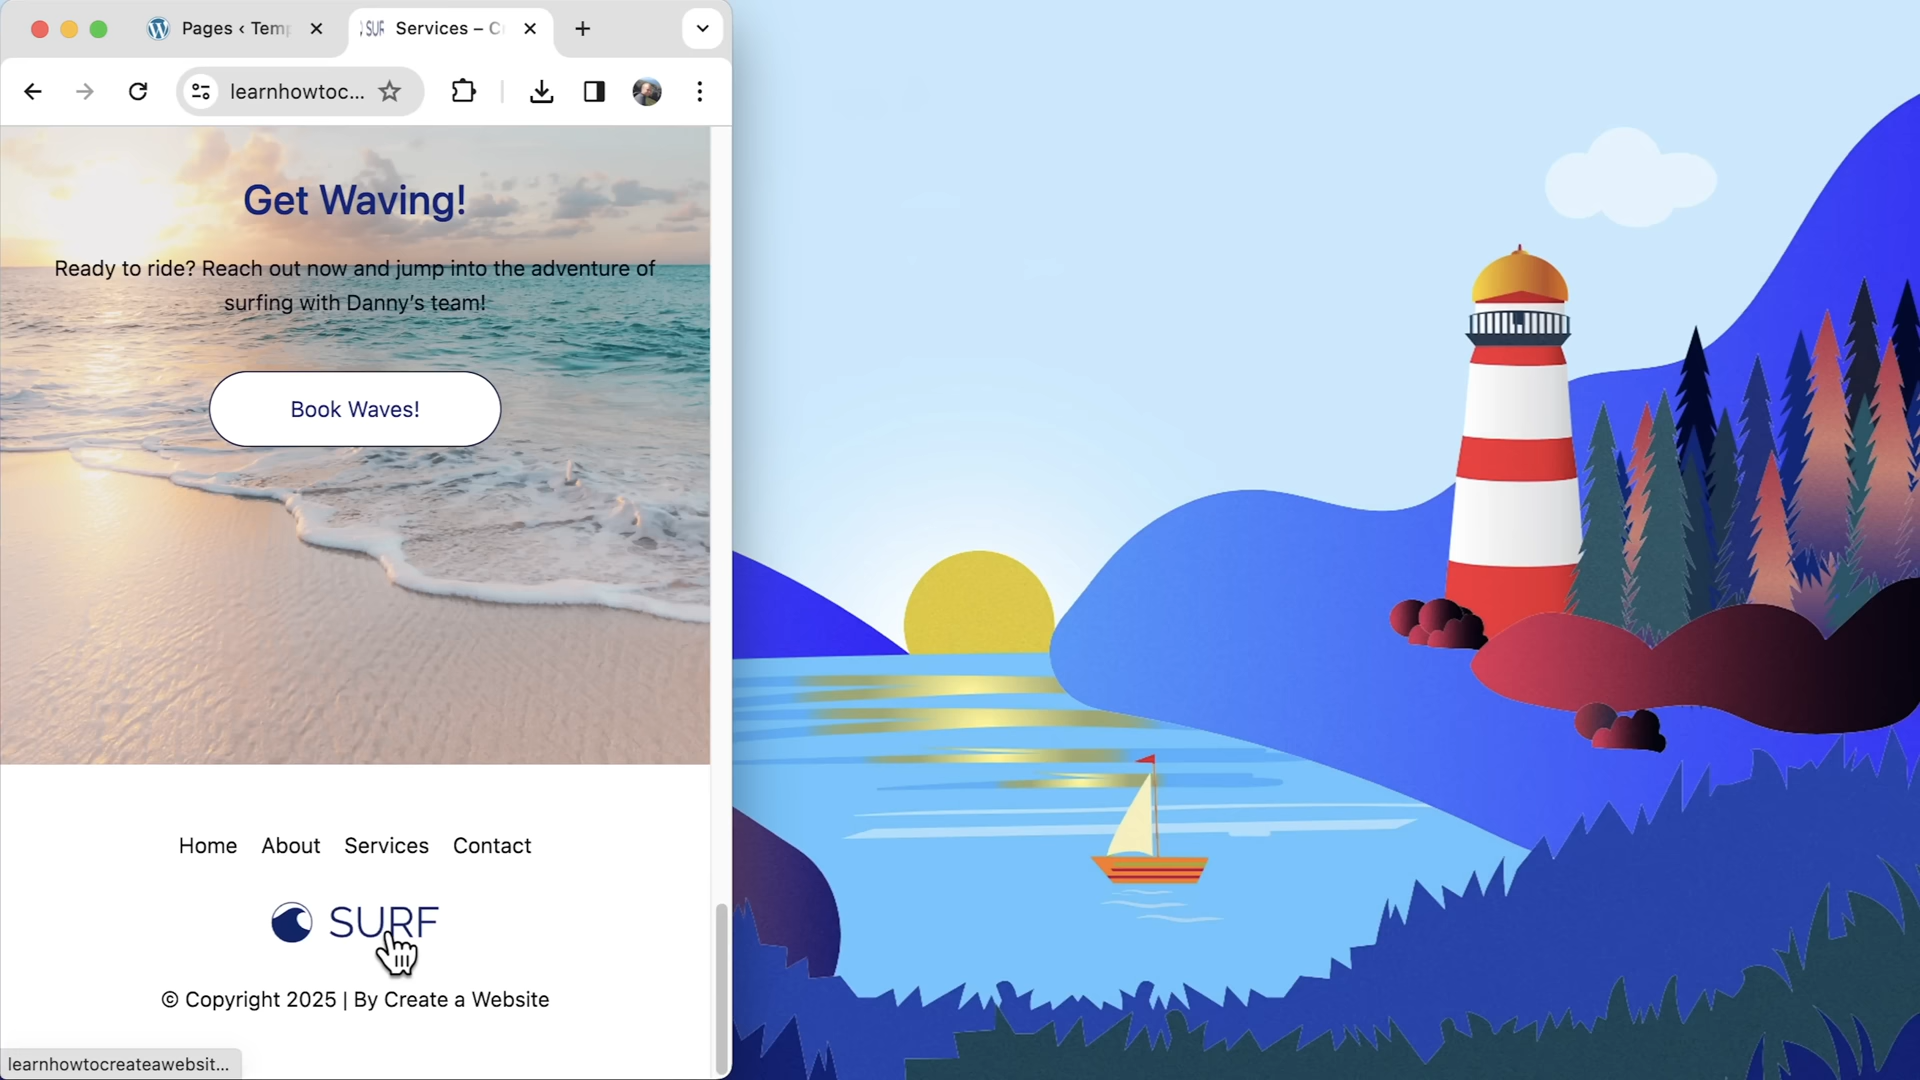 Pages ‹ Temp
SURF
Services – C
learnhowtoc...
Get Waving!
Ready to ride? Reach out now and jump into the adventure of
surfing with Danny's team!
Book Waves!
Home About Services Contact
SURF
© Copyright 2025 | By Create a Website
learnhowtocreateawebsit...